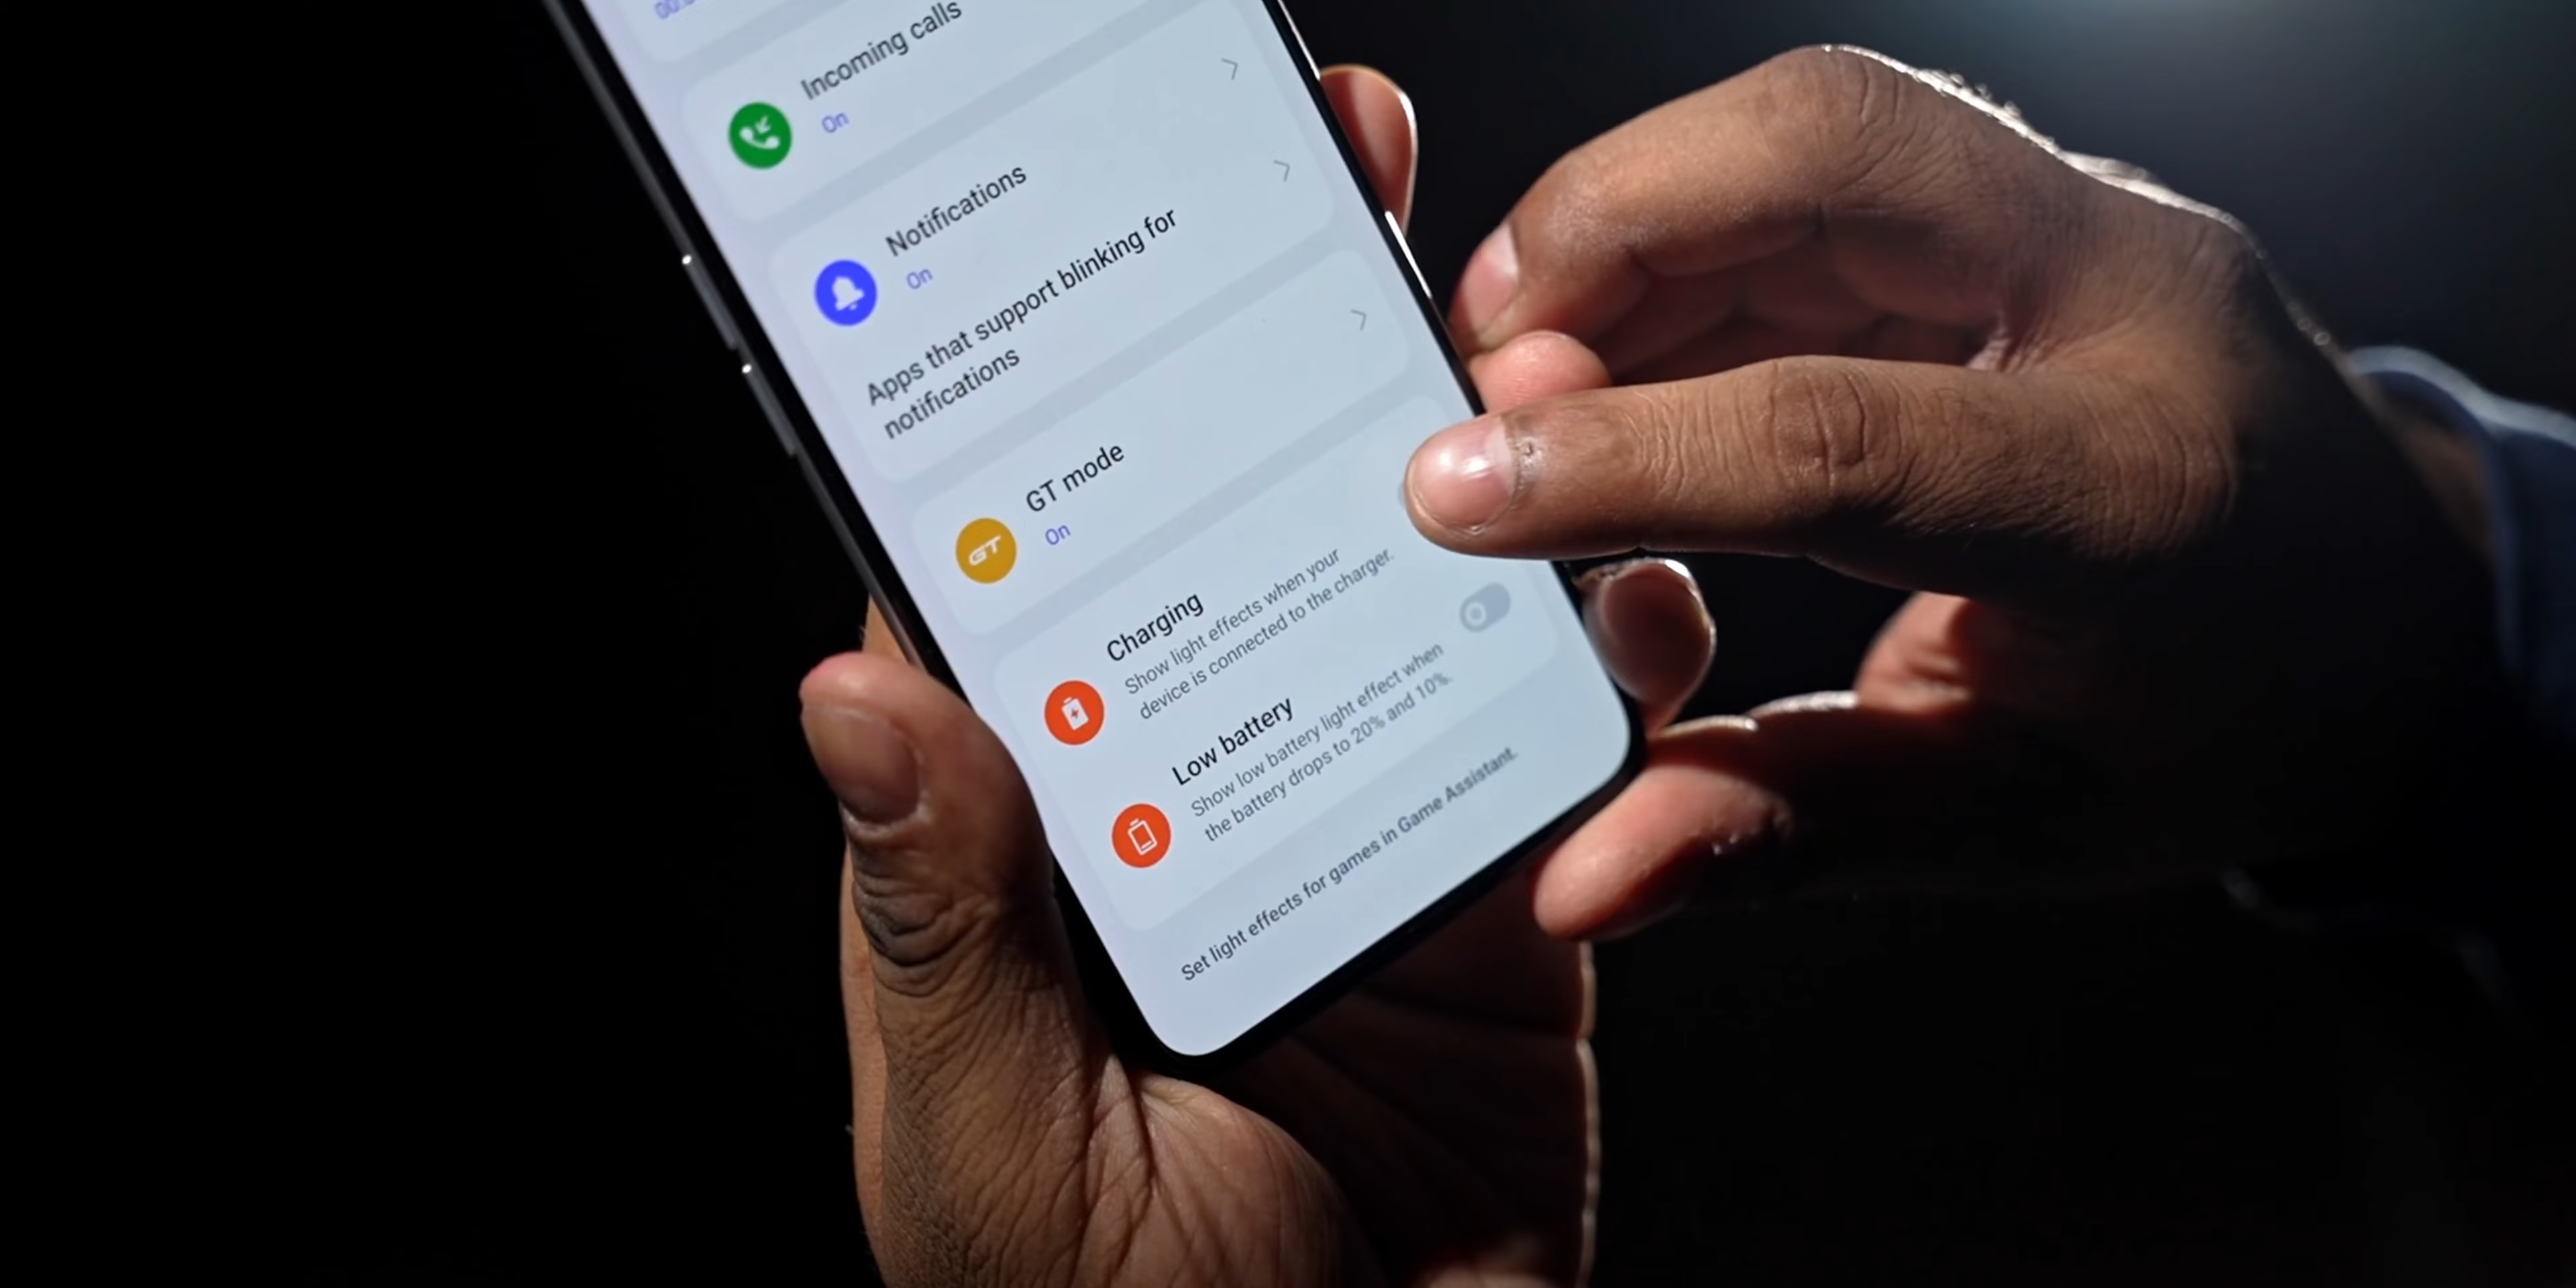 Incoming calls
On
Notifications
On
Apps that support blinking for
notifications
GT mode
GT
On
Charging
Show light effects when your
device is connected to the charger.
Low battery
Show low battery light effect when
the battery drops to 20% and 10%.
Set light effects for games in Game Assistant.